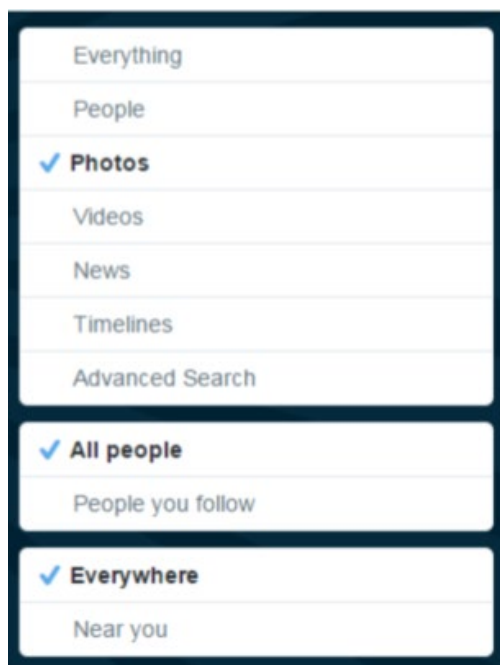 Everything
People
Photos
Videos
News
Timelines
Advanced Search
All people
People you follow
Everywhere
Near you